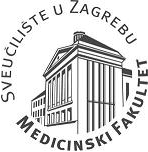 SVEUČILIŠTE U ZAGREBU
MEDICINSKI FAKULTET